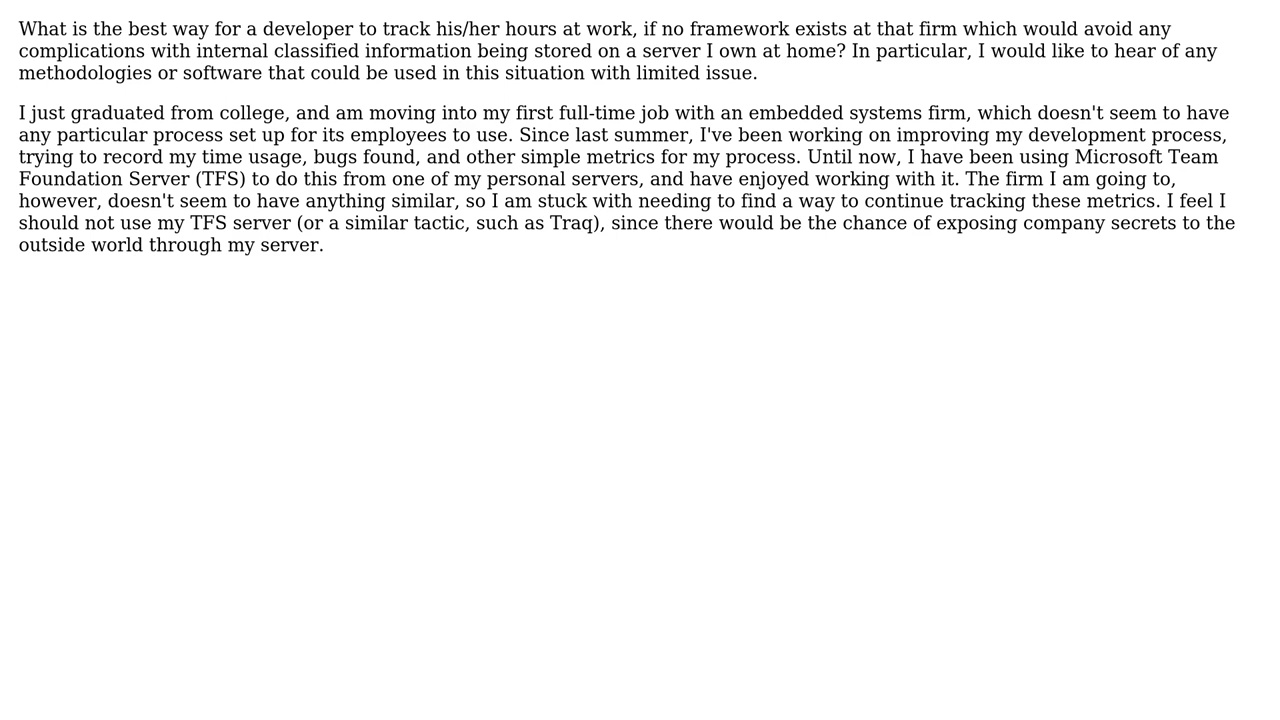 What is the best way for a developer to track his/her hours at work, if no framework exists at that firm which would avoid any
complications with internal classified information being stored on a server I own at home? In particular, I would like to hear of any
methodologies or software that could be used in this situation with limited issue.
I just graduated from college, and am moving into my first full-time job with an embedded systems firm, which doesn't seem to have
any particular process set up for its employees to use. Since last summer, I've been working on improving my development process,
trying to record my time usage, bugs found, and other simple metrics for my process. Until now, I have been using Microsoft Team
Foundation Server (TFS) to do this from one of my personal servers, and have enjoyed working with it. The firm I am going to,
however, doesn't seem to have anything similar, so I am stuck with needing to find a way to continue tracking these metrics. I feel I
should not use my TFS server (or a similar tactic, such as Traq), since there would be the chance of exposing company secrets to the
outside world through my server.